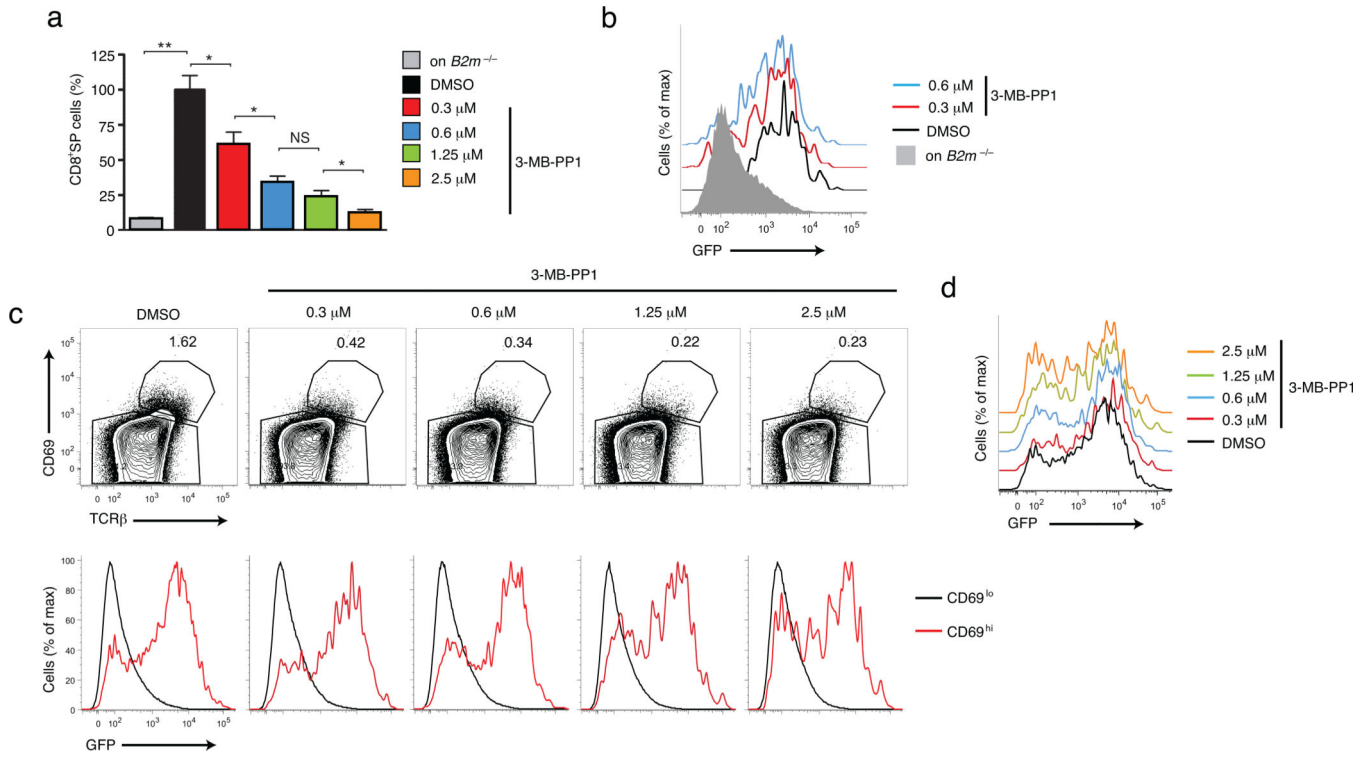 a
CD8⁺SP cells (%)
125
100
75
50
25
0
**
*
*
NS
*
on B2m⁻/⁻
DMSO
0.3 μM
0.6 μM
1.25 μM
2.5 μM
3-MB-PP1
b
Cells (% of max)
0 10² 10³ 10⁴ 10⁵
GFP
0.6 μM
0.3 μM
3-MB-PP1
DMSO
on B2m⁻/⁻
3-MB-PP1
c
DMSO 0.3 μM 0.6 μM 1.25 μM 2.5 μM
1.62 0.42 0.34 0.22 0.23
CD69
10⁵
10⁴
10³
10²
0
0 10² 10³ 10⁴ 10⁵
TCRβ
Cells (% of max)
100
80
60
40
20
0
0 10² 10³ 10⁴ 10⁵
GFP
CD69ˡᵒ
CD69ʰⁱ
d
Cells (% of max)
0 10² 10³ 10⁴ 10⁵
GFP
2.5 μM
1.25 μM
0.6 μM
0.3 μM
3-MB-PP1
DMSO